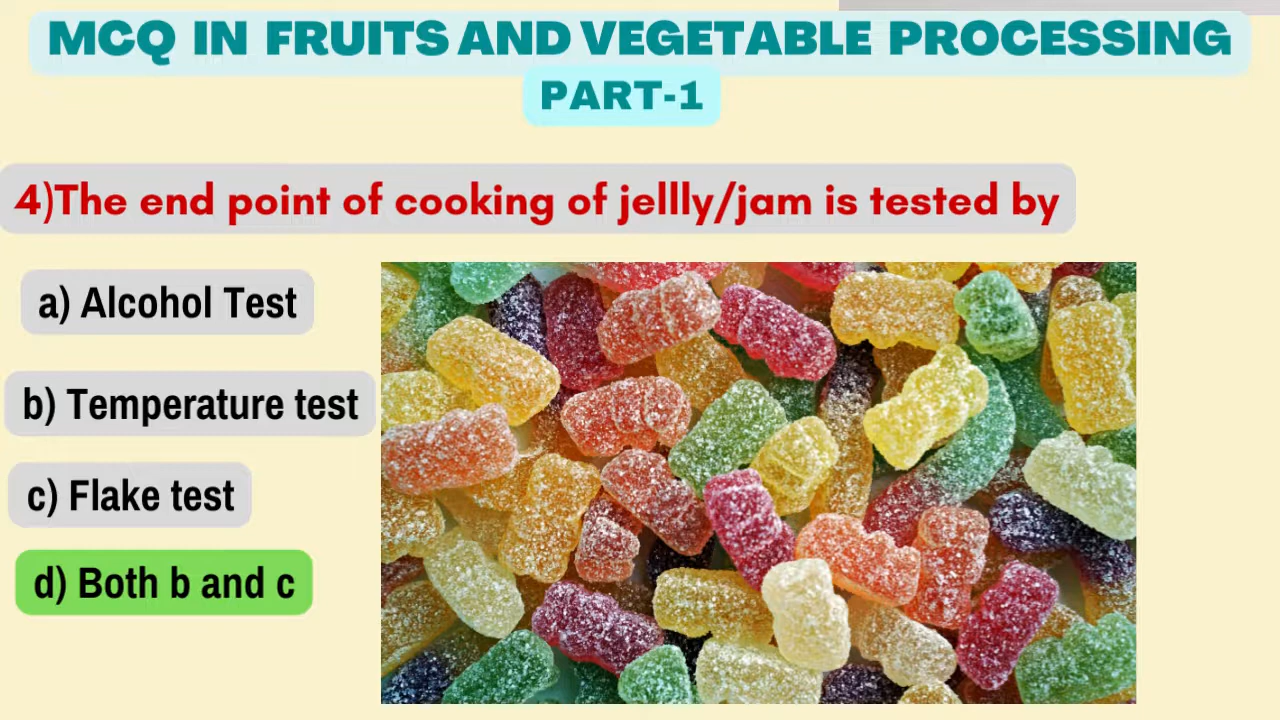 MCQ IN FRUITS AND VEGETABLE PROCESSING
PART-1
4)The end point of cooking of jellly/jam is tested by
a) Alcohol Test
b) Temperature test
c) Flake test
d) Both b and c